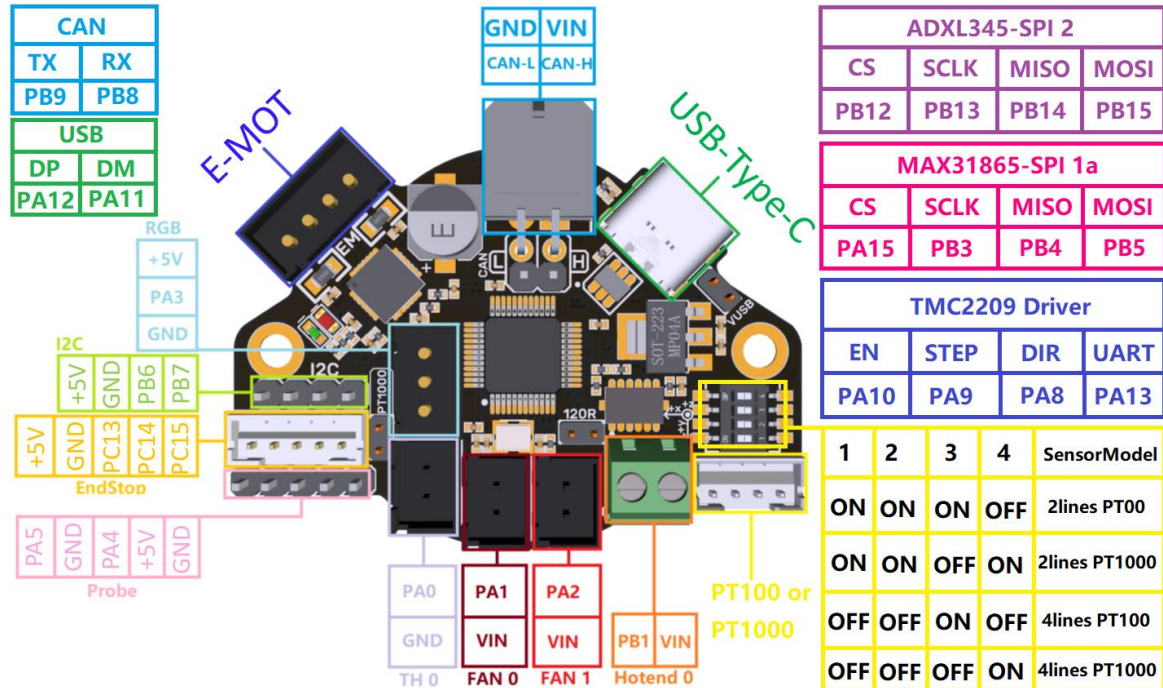 CAN
TX RX
PB9 PB8
USB
DP DM
PA12 PA11
GND VIN
CAN-L CAN-H
E-MOT
USB-Type-C
ADXL345-SPI 2
CS SCLK MISO MOSI
PB12 PB13 PB14 PB15
MAX31865-SPI 1a
CS SCLK MISO MOSI
PA15 PB3 PB4 PB5
TMC2209 Driver
EN STEP DIR UART
PA10 PA9 PA8 PA13
RGB
+5V
PA3
GND
I2C
+5V GND PB6 PB7
+5V GND PC13 PC14 PC15
EndStop
PA5 GND PA4 +5V GND
Probe
EM
E
+
CAN
L H
VUSB
SOT-223
MP04A
I2C
PT1000
120R
+x +z
+y
PA0
GND
TH 0
PA1
VIN
FAN 0
PA2
VIN
FAN 1
PB1 VIN
Hotend 0
PT100 or
PT1000
1 2 3 4 SensorModel
ON ON ON OFF 2lines PT00
ON ON OFF ON 2lines PT1000
OFF OFF ON OFF 4lines PT100
OFF OFF OFF ON 4lines PT1000